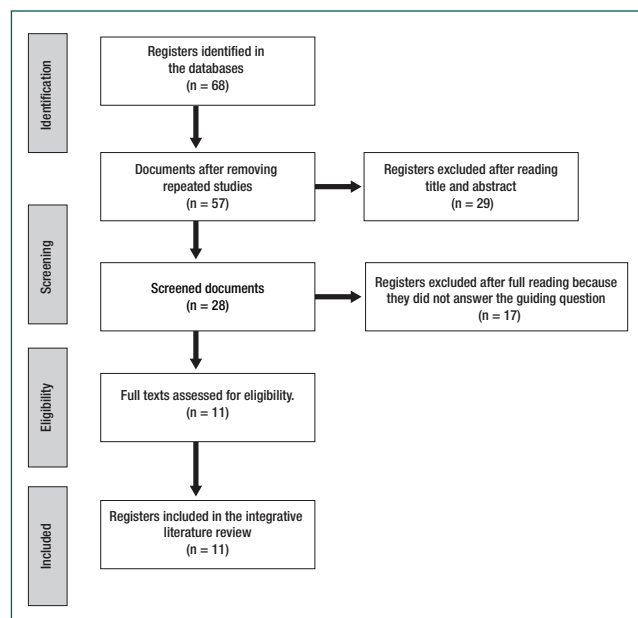 Identification
Registers identified in
the databases
(n = 68)
Documents after removing
repeated studies
(n = 57)
Registers excluded after reading
title and abstract
(n = 29)
Screening
Screened documents
(n = 28)
Registers excluded after full reading because
they did not answer the guiding question
(n = 17)
Eligibility
Full texts assessed for eligibility.
(n = 11)
Included
Registers included in the integrative
literature review
(n = 11)